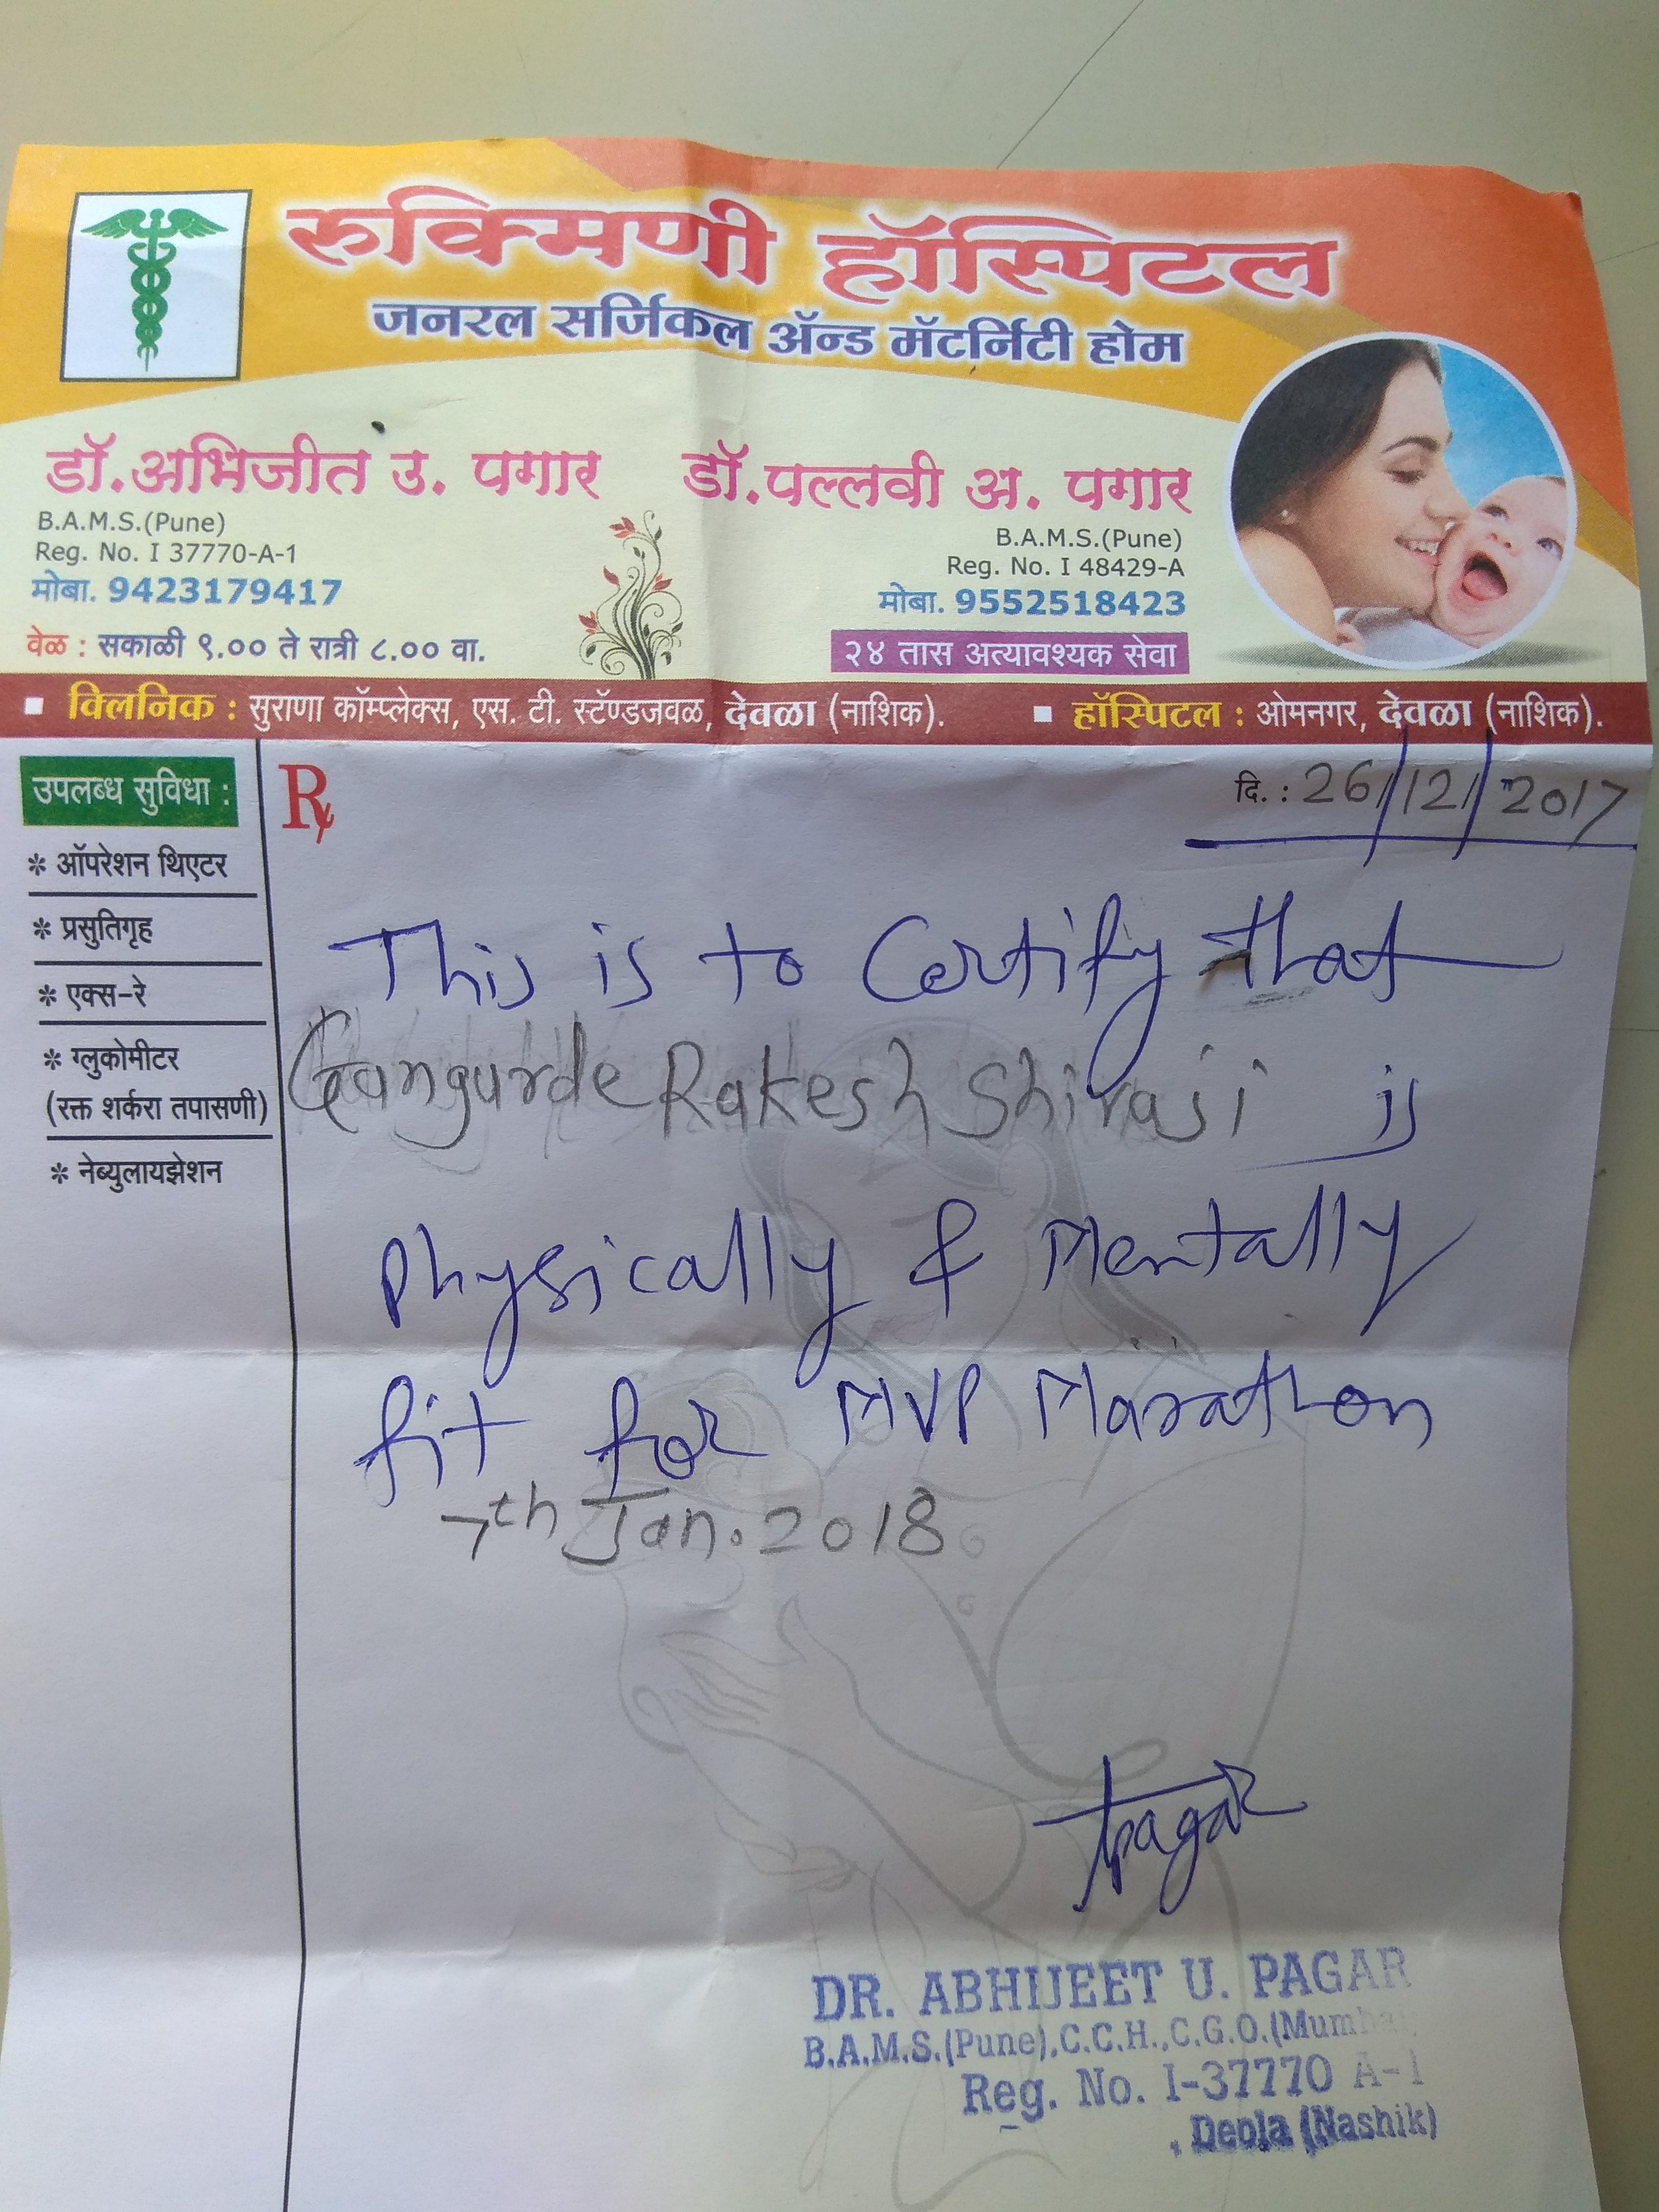 रुक्मिणी हॉस्पिटल
जनरल सर्जिकल ॲन्ड मॅटर्निटी होम
डॉ.अभिजीत उ. पगार
B.A.M.S.(Pune)
Reg. No. I 37770-A-1
मोबा. 9423179417
वेळ : सकाळी ९.०० ते रात्री ८.०० वा.
डॉ.पल्लवी अ. पगार
B.A.M.S.(Pune)
Reg. No. I 48429-A
मोबा. 9552518423
२४ तास अत्यावश्यक सेवा
क्लिनिक : सुराणा कॉम्प्लेक्स, एस. टी. स्टॅण्डजवळ, देवळा (नाशिक). हॉस्पिटल : ओमनगर, देवळा (नाशिक).
उपलब्ध सुविधा :
* ऑपरेशन थिएटर
* प्रसुतिगृह
* एक्स-रे
* ग्लुकोमीटर
(रक्त शर्करा तपासणी)
* नेब्युलायझेशन
Rx
दि. : 26/12/2017
This is to Certify that
Gangurde Rakesh Shivaji is
Physically & Mentally
fit for MVP Marathon
7th Jan. 2018
Pagar
DR. ABHIJEET U. PAGAR
B.A.M.S.(Pune),C.C.H.,C.G.O.(Mumbai)
Reg. No. I-37770 A-1
Deola (Nashik)